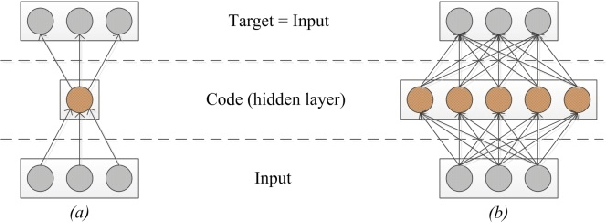 Target = Input
Code (hidden layer)
Input
(a)
(b)